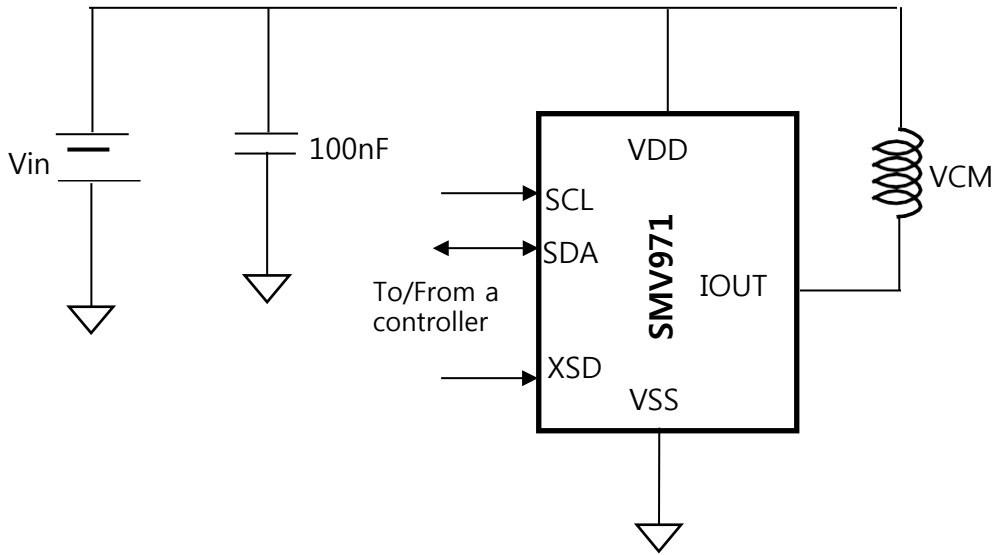 Vin
100nF
VDD
VCM
SCL
SDA
SMV971
IOUT
To/From a
controller
XSD
VSS